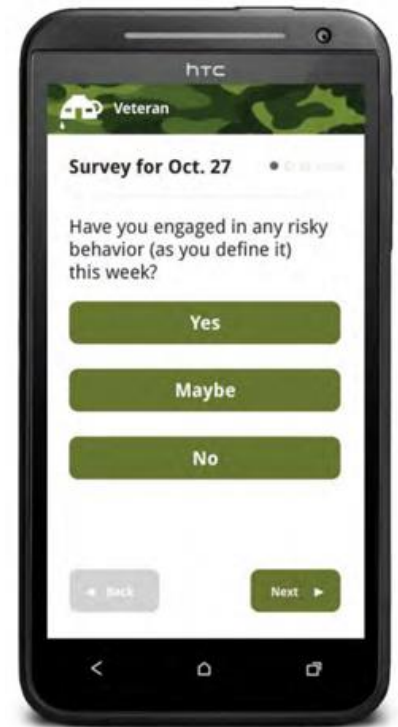 hTC
Veteran
Survey for Oct. 27
Have you engaged in any risky
behavior (as you define it)
this week?
Yes
Maybe
No
Back
Next